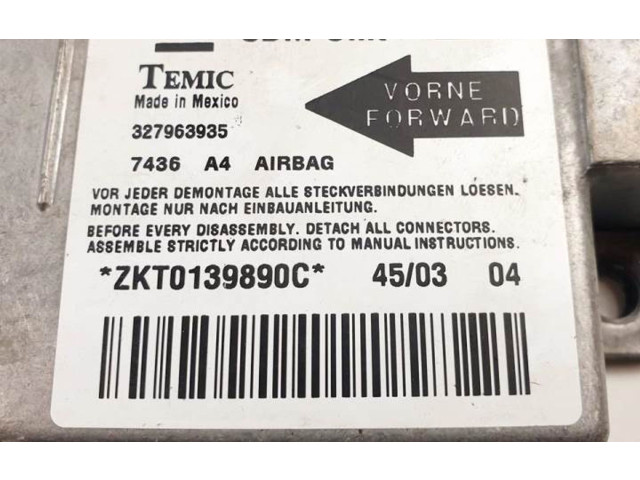 TEMIC
Made in Mexico
VORNE
FORWARD
327963935
7436 A4 AIRBAG
VOR JEDER DEMONTAGE ALLE STECKVERBINDUNGEN LOESEN.
MONTAGE NUR NACH EINBAUANLEITUNG.
BEFORE EVERY DISASSEMBLY. DETACH ALL CONNECTORS.
ASSEMBLE STRICTLY ACCORDING TO MANUAL INSTRUCTIONS.
*ZKT0139890C* 45/03 04